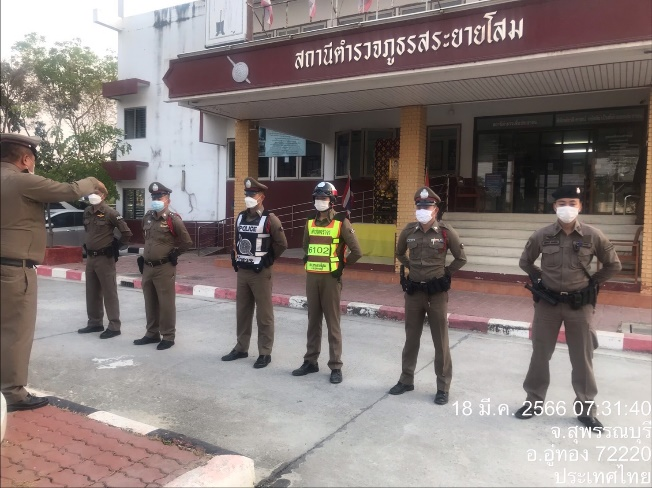 สถานีตำรวจภูธรสระยายโสม
POLICE
6102
18 มี.ค. 2566 07:31:40
จ.สุพรรณบุรี
อ.อู่ทอง 72220
ประเทศไทย